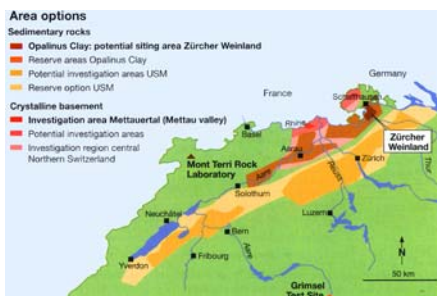 Area options
Sedimentary rocks
Opalinus Clay: potential siting area Zürcher Weinland
Reserve areas Opalinus Clay
Potential investigation areas USM
Reserve option USM
Crystalline basement
Investigation area Mettauertal (Mettau valley)
Potential investigation areas
Investigation region central
Northern Switzerland
Germany
France
Schaffhausen
Rhine
Basel
Zürcher
Weinland
Mont Terri Rock
Laboratory
Aarau
Zürich
Thur
Aare
Reuss
Solothurn
Neuchâtel
Luzern
Bern
Aare
Fribourg
Yverdon
N
Grimsel
Test Site
50 km